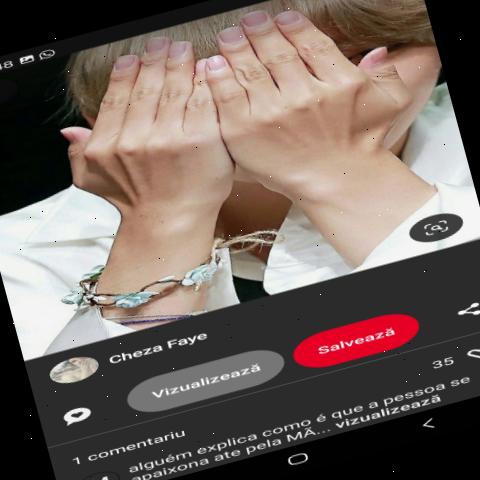 48
Cheza Faye
Vizualizează
Salvează
35
1 comentariu
alguém explica como é que a pessoa se
apaixona ate pela MÃ... vizualizează